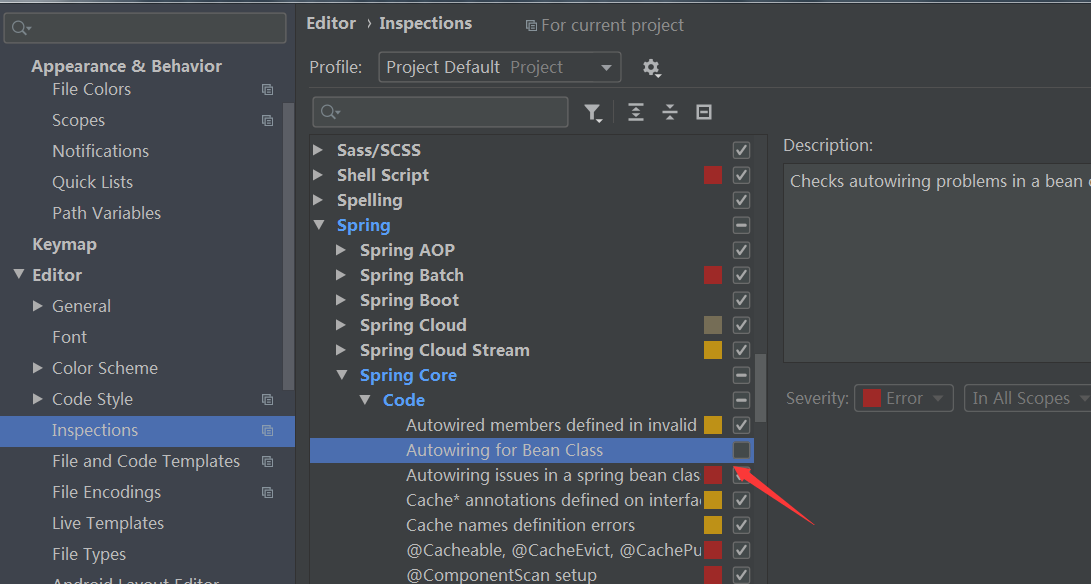 Appearance & Behavior
File Colors
Scopes
Notifications
Quick Lists
Path Variables
Keymap
Editor
General
Font
Color Scheme
Code Style
Inspections
File and Code Templates
File Encodings
Live Templates
File Types
Android Layout Editor
Editor › Inspections
For current project
Profile:
Project Default Project
Sass/SCSS
Shell Script
Spelling
Spring
Spring AOP
Spring Batch
Spring Boot
Spring Cloud
Spring Cloud Stream
Spring Core
Code
Autowired members defined in invalid
Autowiring for Bean Class
Autowiring issues in a spring bean clas
Cache* annotations defined on interfa
Cache names definition errors
@Cacheable, @CacheEvict, @CachePu
@ComponentScan setup
Description:
Checks autowiring problems in a bean
Severity:
Error
In All Scopes